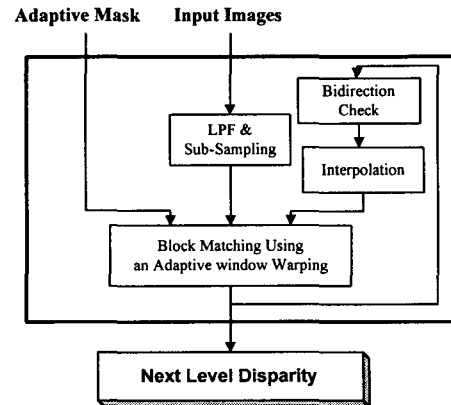 Adaptive Mask
Input Images
Bidirection
Check
LPF &
Sub-Sampling
Interpolation
Block Matching Using
an Adaptive window Warping
Next Level Disparity